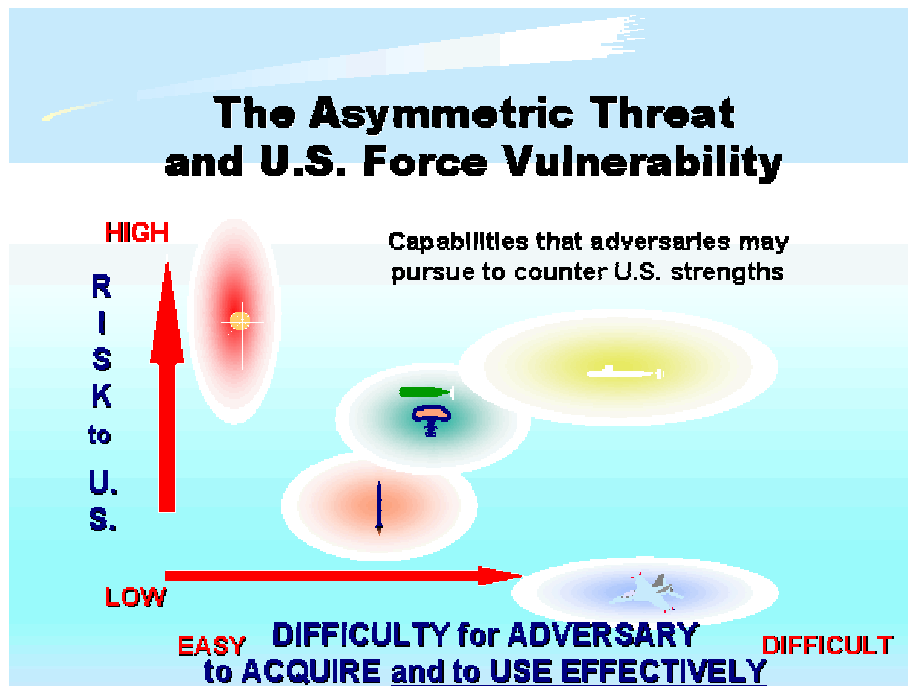 The Asymmetric Threat
and U.S. Force Vulnerability
HIGH
Capabilities that adversaries may
pursue to counter U.S. strengths
RISK to U.S.
LOW
EASY
DIFFICULTY for ADVERSARY
to ACQUIRE and to USE EFFECTIVELY
DIFFICULT